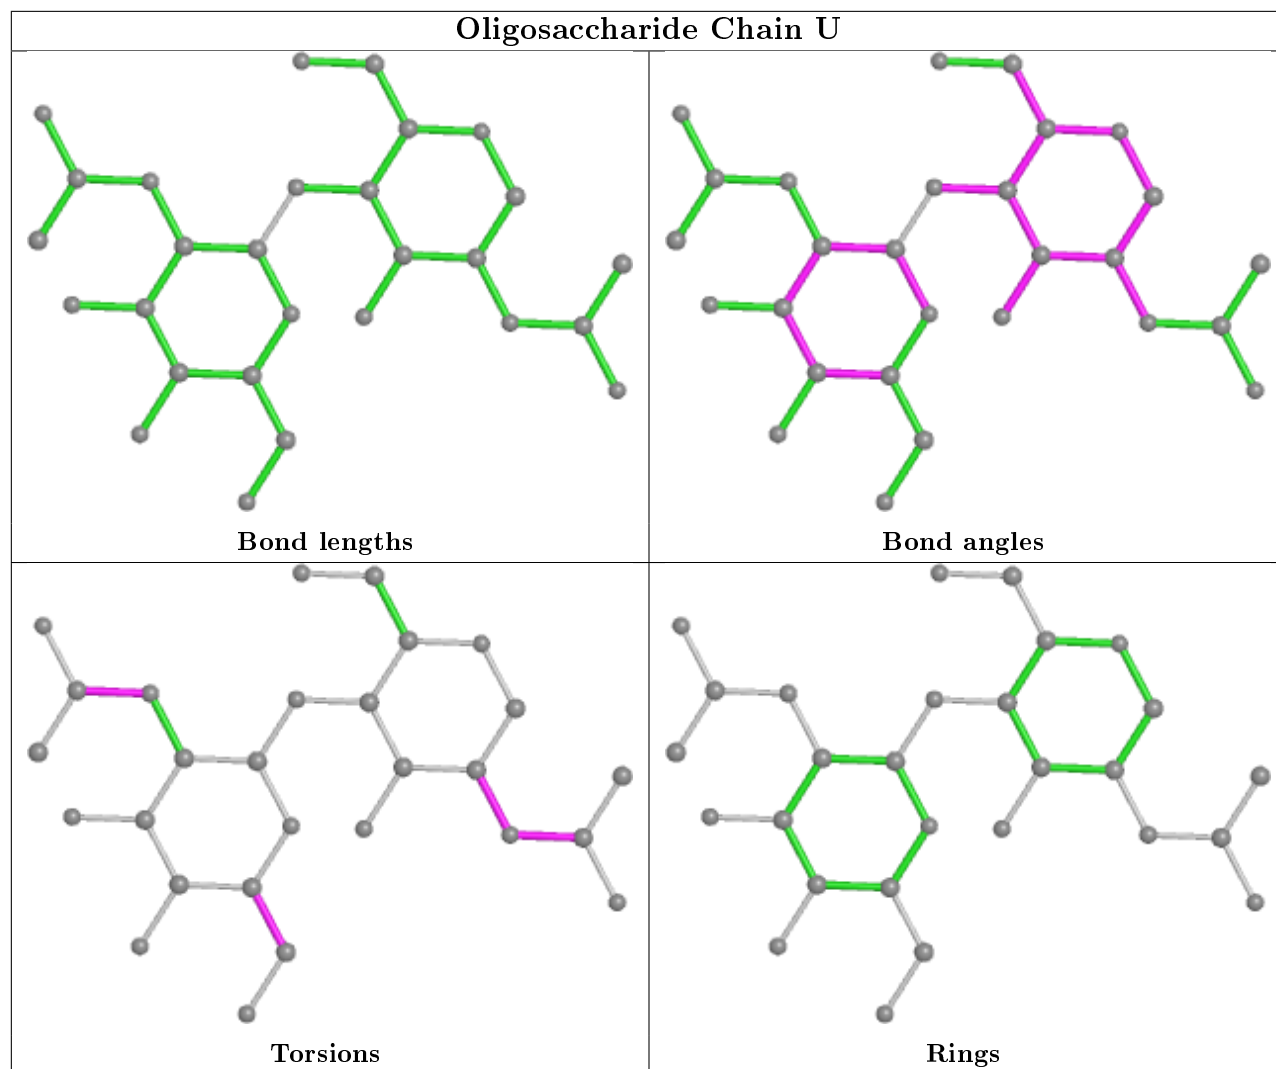 Oligosaccharide Chain U
Bond lengths
Bond angles
Torsions
Rings